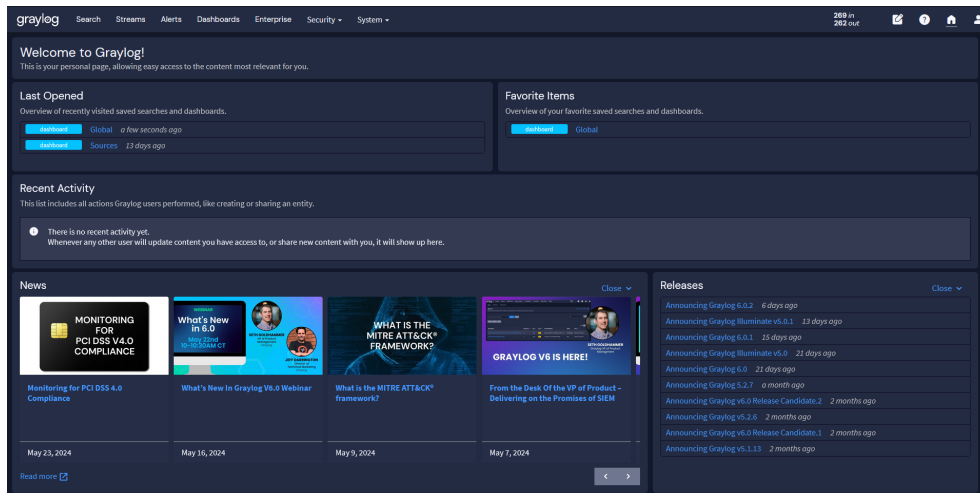 graylog Search Streams Alerts Dashboards Enterprise Security System
269 in
262 out
Welcome to Graylog!
This is your personal page, allowing easy access to the content most relevant for you.
Last Opened
Overview of recently visited saved searches and dashboards.
dashboard Global a few seconds ago
dashboard Sources 13 days ago
Favorite Items
Overview of your favorite saved searches and dashboards.
dashboard Global
Recent Activity
This list includes all actions Graylog users performed, like creating or sharing an entity.
There is no recent activity yet.
Whenever any other user will update content you have access to, or share new content with you, it will show up here.
News
Close
MONITORING
FOR
PCI DSS V4.0
COMPLIANCE
Monitoring for PCI DSS 4.0
Compliance
May 23, 2024
WEBINAR
What's New
in 6.0
May 22nd
10-10:30AM CT
SETH GOLDHAMMER
JEFF DARRINGTON
What's New In Graylog V6.0 Webinar
May 16, 2024
WHAT IS THE
MITRE ATT&CK®
FRAMEWORK?
What is the MITRE ATT&CK®
framework?
May 9, 2024
SETH GOLDHAMMER
GRAYLOG V6 IS HERE!
From the Desk Of the VP of Product –
Delivering on the Promises of SIEM
May 7, 2024
Read more
Releases
Close
Announcing Graylog 6.0.2 6 days ago
Announcing Graylog Illuminate v5.0.1 13 days ago
Announcing Graylog 6.0.1 15 days ago
Announcing Graylog Illuminate v5.0 21 days ago
Announcing Graylog 6.0 21 days ago
Announcing Graylog 5.2.7 a month ago
Announcing Graylog v6.0 Release Candidate.2 2 months ago
Announcing Graylog v5.2.6 2 months ago
Announcing Graylog v6.0 Release Candidate.1 2 months ago
Announcing Graylog v5.1.13 2 months ago